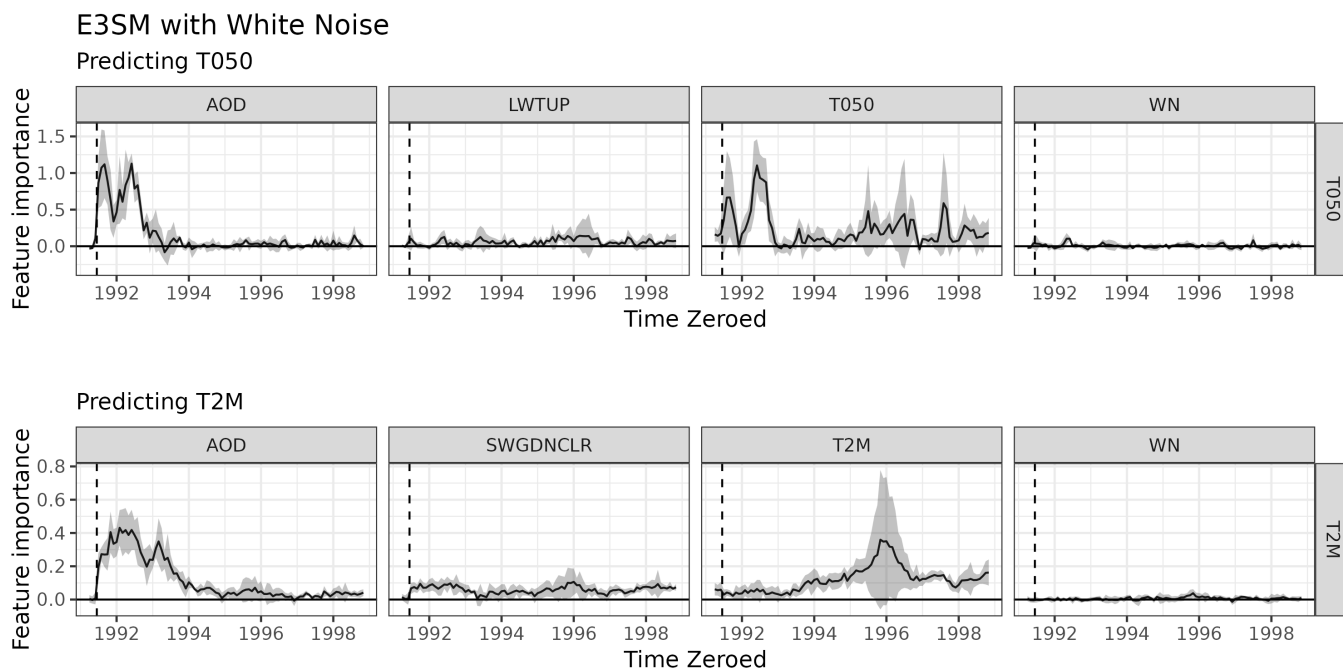 E3SM with White Noise
Predicting T050
AOD LWTUP T050 WN
Feature importance
1.5
1.0
0.5
0.0
T050
1992 1994 1996 1998 1992 1994 1996 1998 1992 1994 1996 1998 1992 1994 1996 1998
Time Zeroed
Predicting T2M
AOD SWGDNCLR T2M WN
Feature importance
0.8
0.6
0.4
0.2
0.0
T2M
1992 1994 1996 1998 1992 1994 1996 1998 1992 1994 1996 1998 1992 1994 1996 1998
Time Zeroed